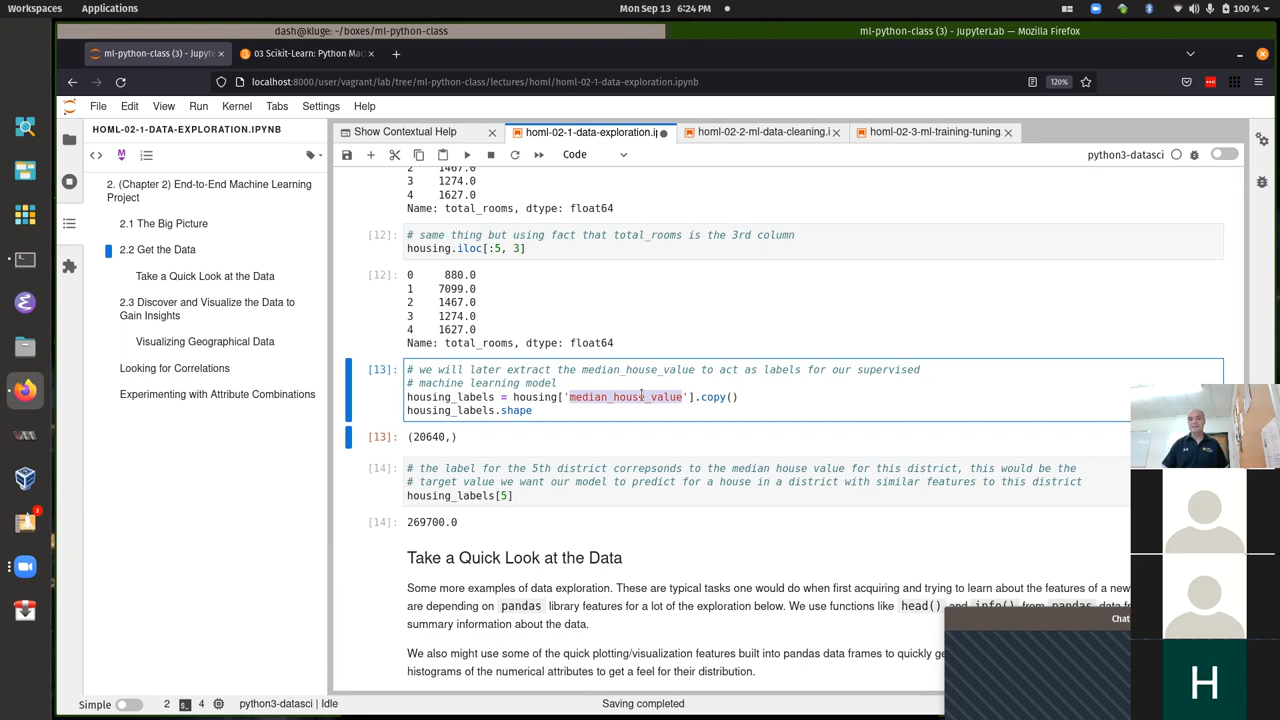 Workspaces Applications Mon Sep 13 6:24 PM 100 %
dash@kluge: ~/boxes/ml-python-class ml-python-class (3) - JupyterLab — Mozilla Firefox
ml-python-class (3) - Jupyte 03 Scikit-Learn: Python Mac
localhost:8000/user/vagrant/lab/tree/ml-python-class/lectures/homl/homl-02-1-data-exploration.ipynb 120%
File Edit View Run Kernel Tabs Settings Help
HOML-02-1-DATA-EXPLORATION.IPYNB
2. (Chapter 2) End-to-End Machine Learning
Project
2.1 The Big Picture
2.2 Get the Data
Take a Quick Look at the Data
2.3 Discover and Visualize the Data to
Gain Insights
Visualizing Geographical Data
Looking for Correlations
Experimenting with Attribute Combinations
Show Contextual Help homl-02-1-data-exploration.ip homl-02-2-ml-data-cleaning.i homl-02-3-ml-training-tuning.
Code python3-datasci
2 1467.0
3 1274.0
4 1627.0
Name: total_rooms, dtype: float64
[12]: # same thing but using fact that total_rooms is the 3rd column
housing.iloc[:5, 3]
[12]: 0 880.0
1 7099.0
2 1467.0
3 1274.0
4 1627.0
Name: total_rooms, dtype: float64
[13]: # we will later extract the median_house_value to act as labels for our supervised
# machine learning model
housing_labels = housing['median_house_value'].copy()
housing_labels.shape
[13]: (20640,)
[14]: # the label for the 5th district correpsonds to the median house value for this district, this would be the
# target value we want our model to predict for a house in a district with similar features to this district
housing_labels[5]
[14]: 269700.0
Take a Quick Look at the Data
Some more examples of data exploration. These are typical tasks one would do when first acquiring and trying to learn about the features of a new
are depending on pandas library features for a lot of the exploration below. We use functions like head() and info() from pandas data
summary information about the data.
We also might use some of the quick plotting/visualization features built into pandas data frames to quickly
histograms of the numerical attributes to get a feel for their distribution.
Chat
H
Simple 2 4 python3-datasci | Idle Saving completed